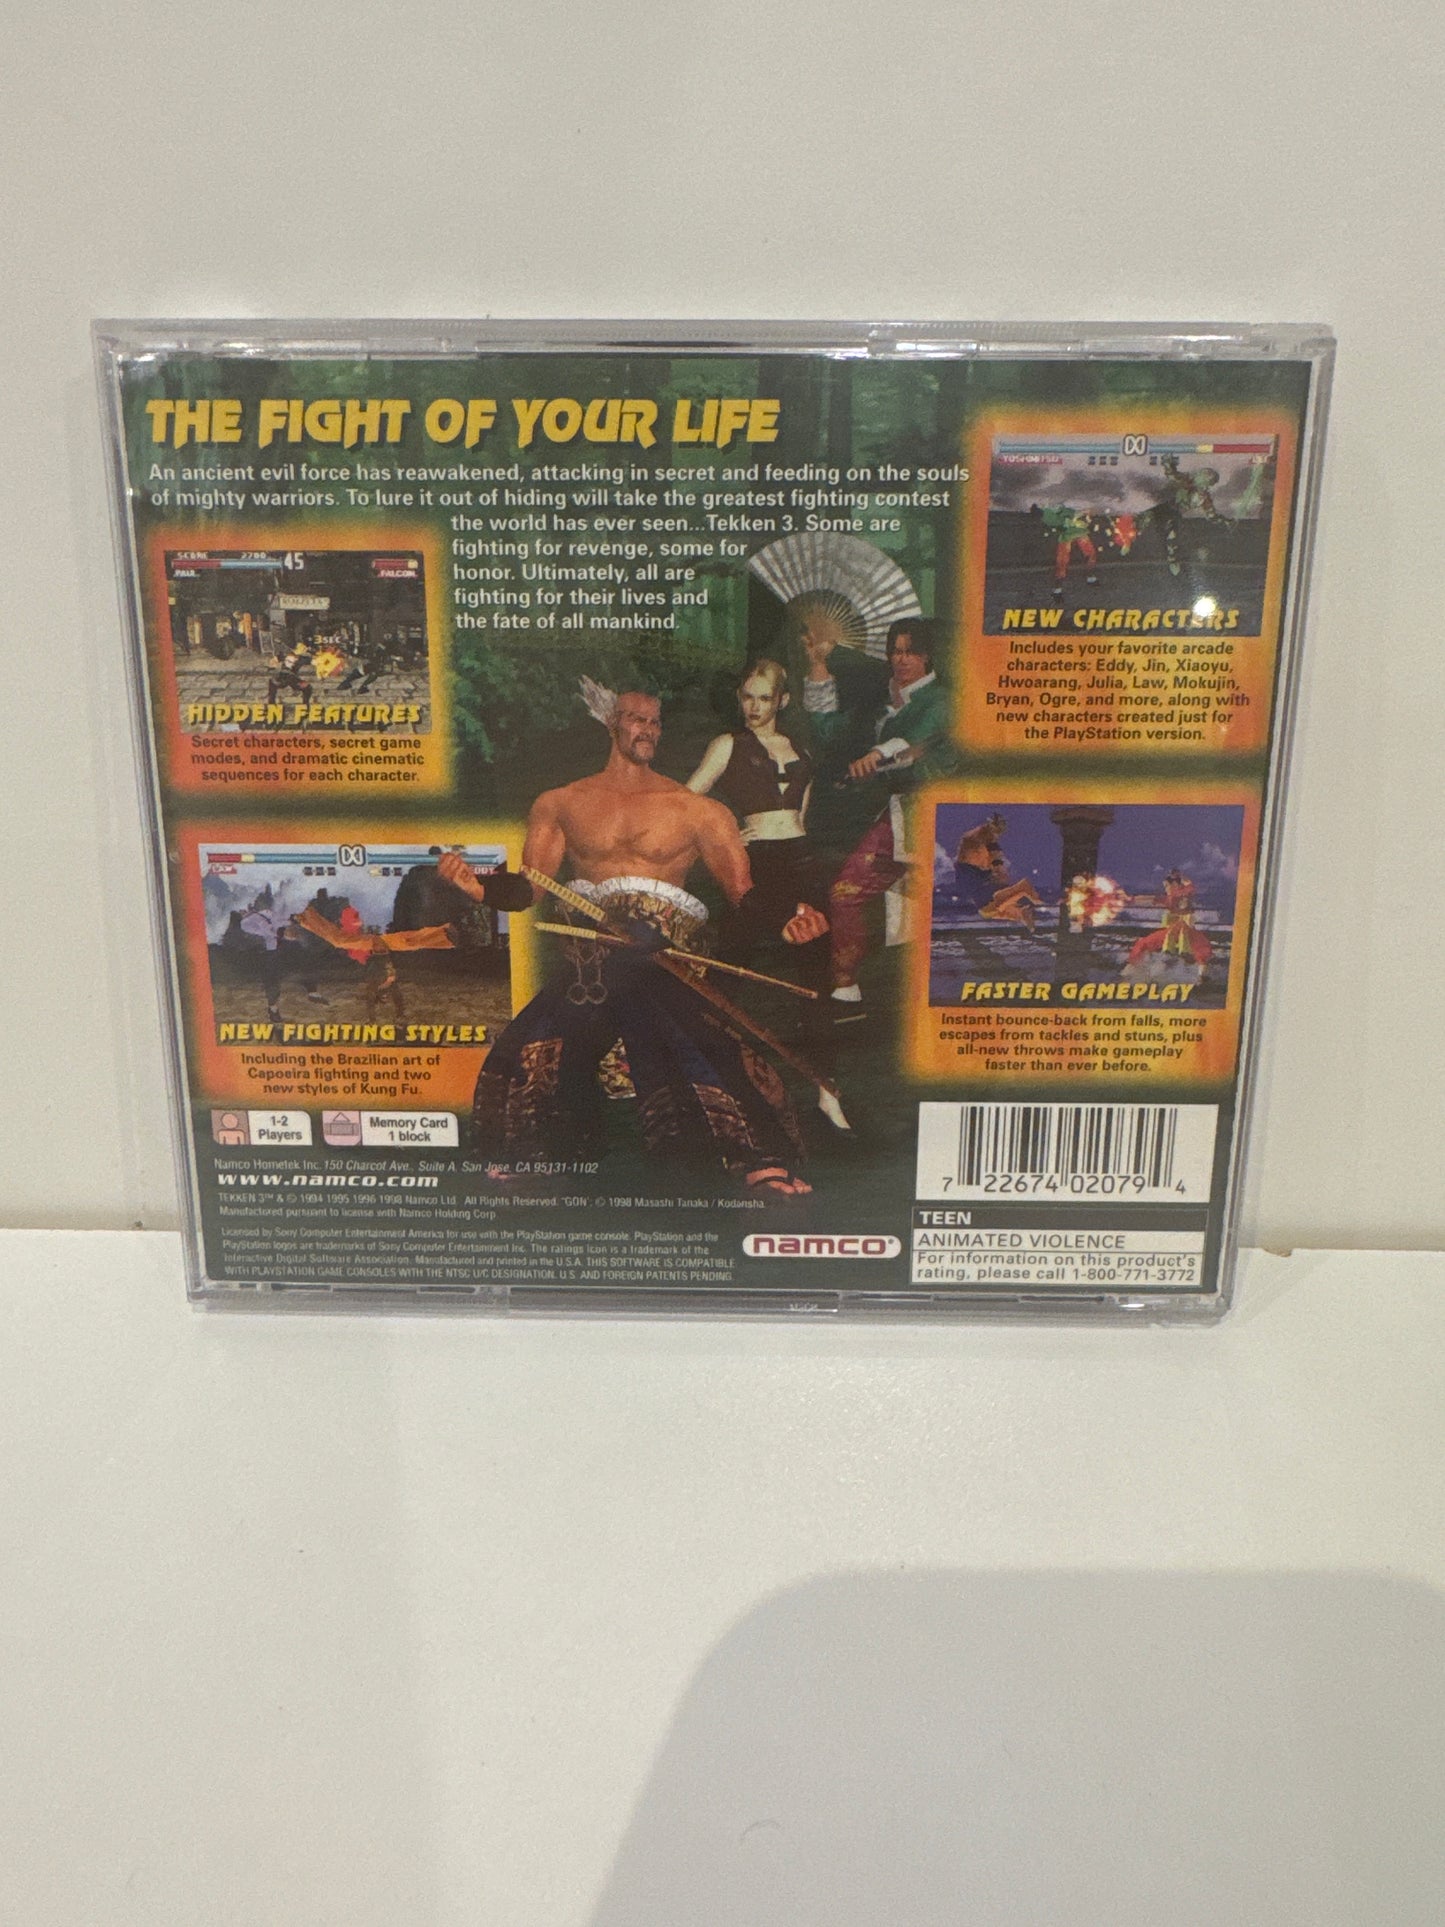 THE FIGHT OF YOUR LIFE
An ancient evil force has reawakened, attacking in secret and feeding on the souls
of mighty warriors. To lure it out of hiding will take the greatest fighting contest
the world has ever seen...Tekken 3. Some are
fighting for revenge, some for
honor. Ultimately, all are
fighting for their lives and
the fate of all mankind.
SCORE 2700
45
PAUL
FALCON
3SEC
HIDDEN FEATURES
Secret characters, secret game
modes, and dramatic cinematic
sequences for each character.
YOSHIMITSU
NEW CHARACTERS
Includes your favorite arcade
characters: Eddy, Jin, Xiaoyu,
Hwoarang, Julia, Law, Mokujin,
Bryan, Ogre, and more, along with
new characters created just for
the PlayStation version.
LAW
NEW FIGHTING STYLES
Including the Brazilian art of
Capoeira fighting and two
new styles of Kung Fu.
FASTER GAMEPLAY
Instant bounce-back from falls, more
escapes from tackles and stuns, plus
all-new throws make gameplay
faster than ever before.
1-2
Players
Memory Card
1 block
Namco Hometek Inc. 150 Charcot Ave., Suite A, San Jose, CA 95131-1102
www.namco.com
TEKKEN 3™ & © 1994 1995 1996 1998 Namco Ltd. All Rights Reserved. "GON", © 1998 Masashi Tanaka / Kodansha.
Manufactured pursuant to license with Namco Holding Corp.
Licensed by Sony Computer Entertainment America for use with the PlayStation game console. PlayStation and the
PlayStation logos are trademarks of Sony Computer Entertainment Inc. The ratings icon is a trademark of the
Interactive Digital Software Association. Manufactured and printed in the U.S.A. THIS SOFTWARE IS COMPATIBLE
WITH PLAYSTATION GAME CONSOLES WITH THE NTSC U/C DESIGNATION. U.S. AND FOREIGN PATENTS PENDING.
namco®
7 22674 02079 4
TEEN
ANIMATED VIOLENCE
For information on this product's
rating, please call 1-800-771-3772